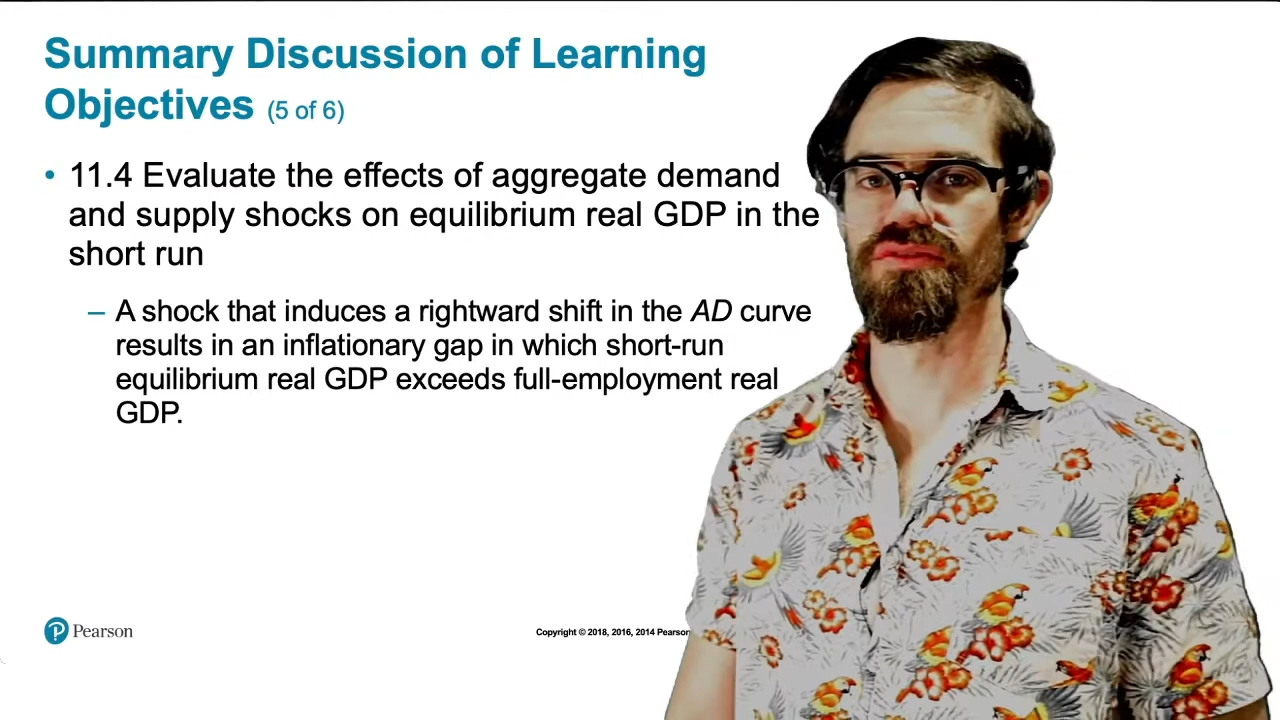 Summary Discussion of Learning
Objectives (5 of 6)
• 11.4 Evaluate the effects of aggregate demand
and supply shocks on equilibrium real GDP in the
short run
– A shock that induces a rightward shift in the AD curve
results in an inflationary gap in which short-run
equilibrium real GDP exceeds full-employment real
GDP.
Pearson
Copyright © 2018, 2016, 2014 Pearson